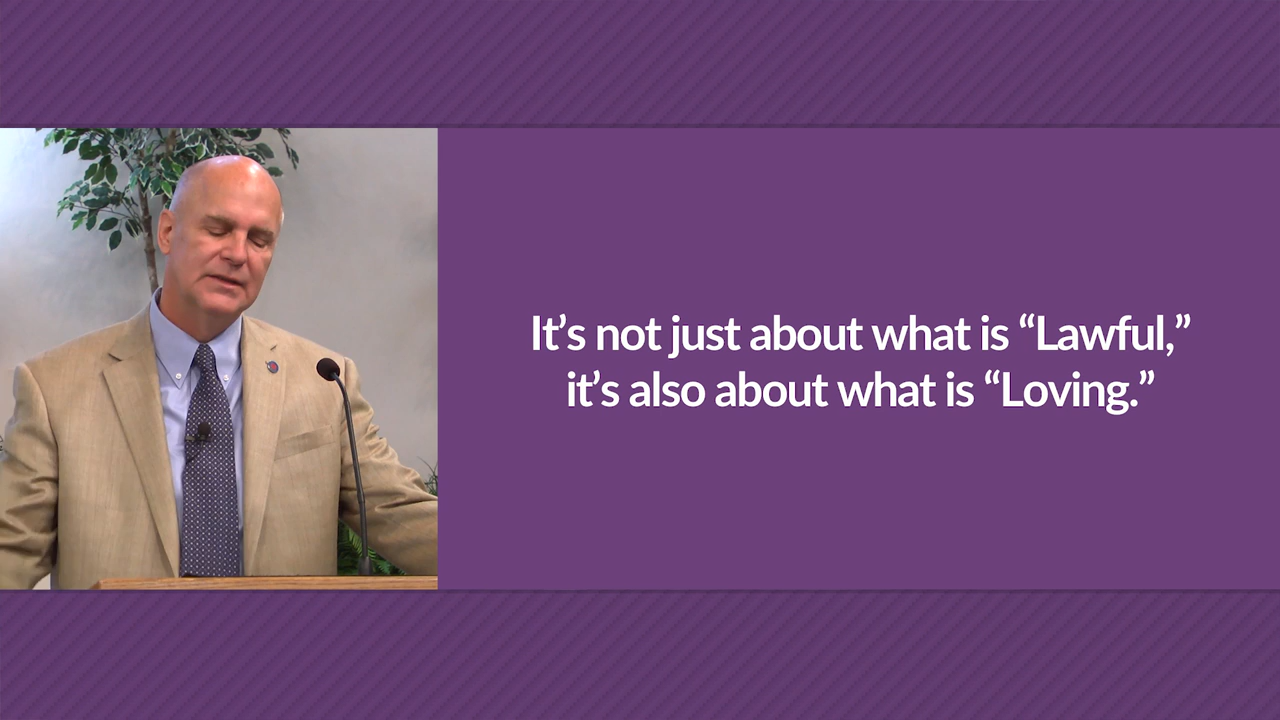 It’s not just about what is “Lawful,”
it’s also about what is “Loving.”